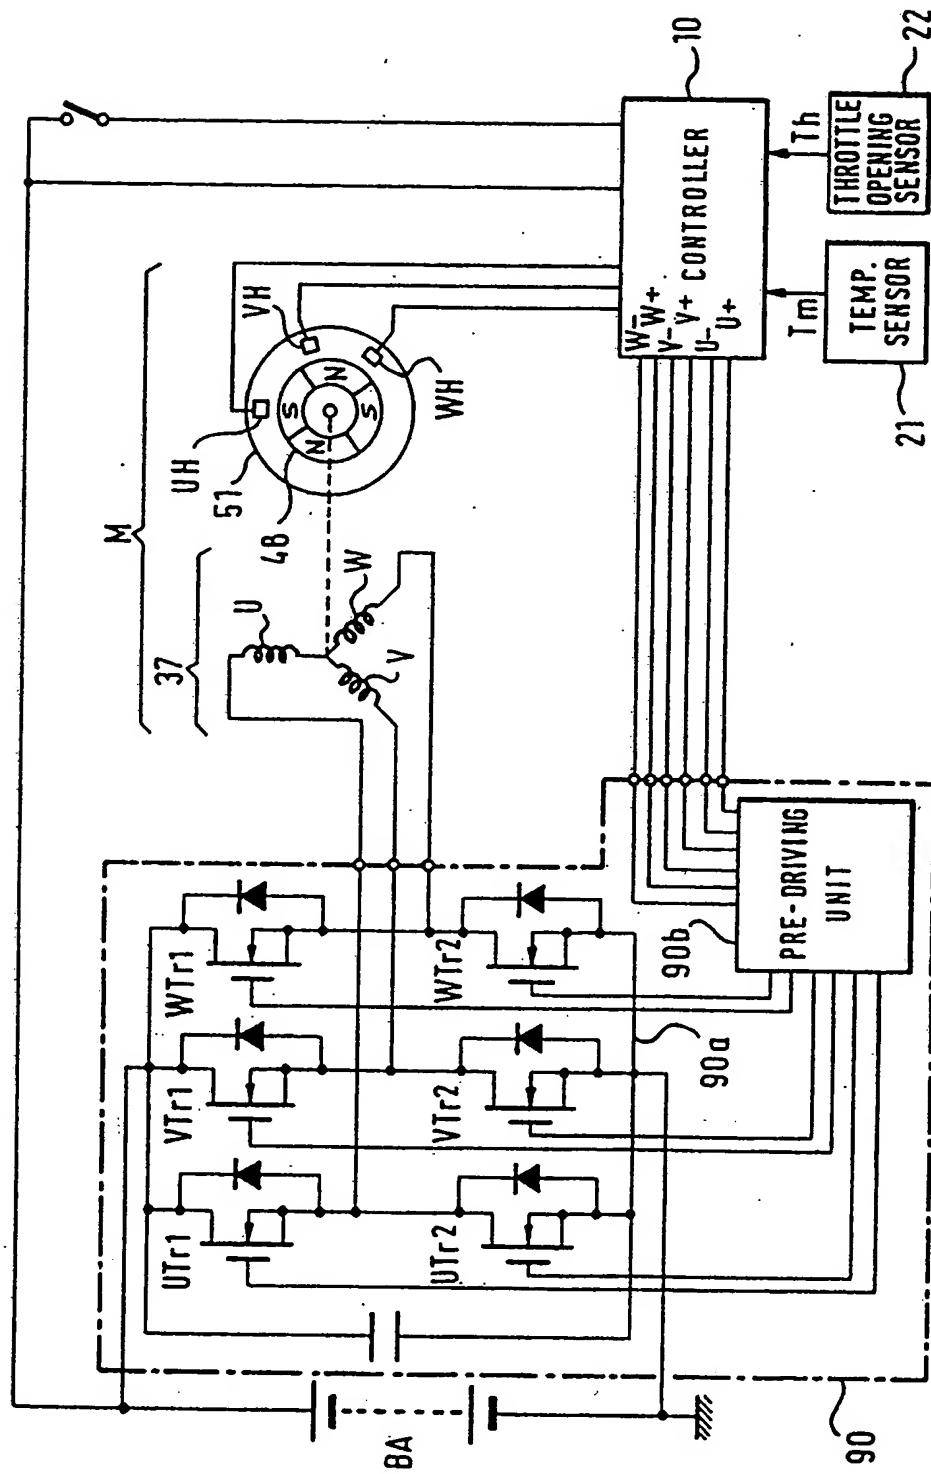 M
37
U
W
V
UH
51
48
VH
WH
10
W-
W+
V-
V+
U-
U+
CONTROLLER
Th
Tm
THROTTLE
OPENING
SENSOR
22
TEMP.
SENSOR
21
WTr1
VTr1
UTr1
WTr2
VTr2
UTr2
90a
90b
PRE-DRIVING
UNIT
BA
90
N
S
N
S